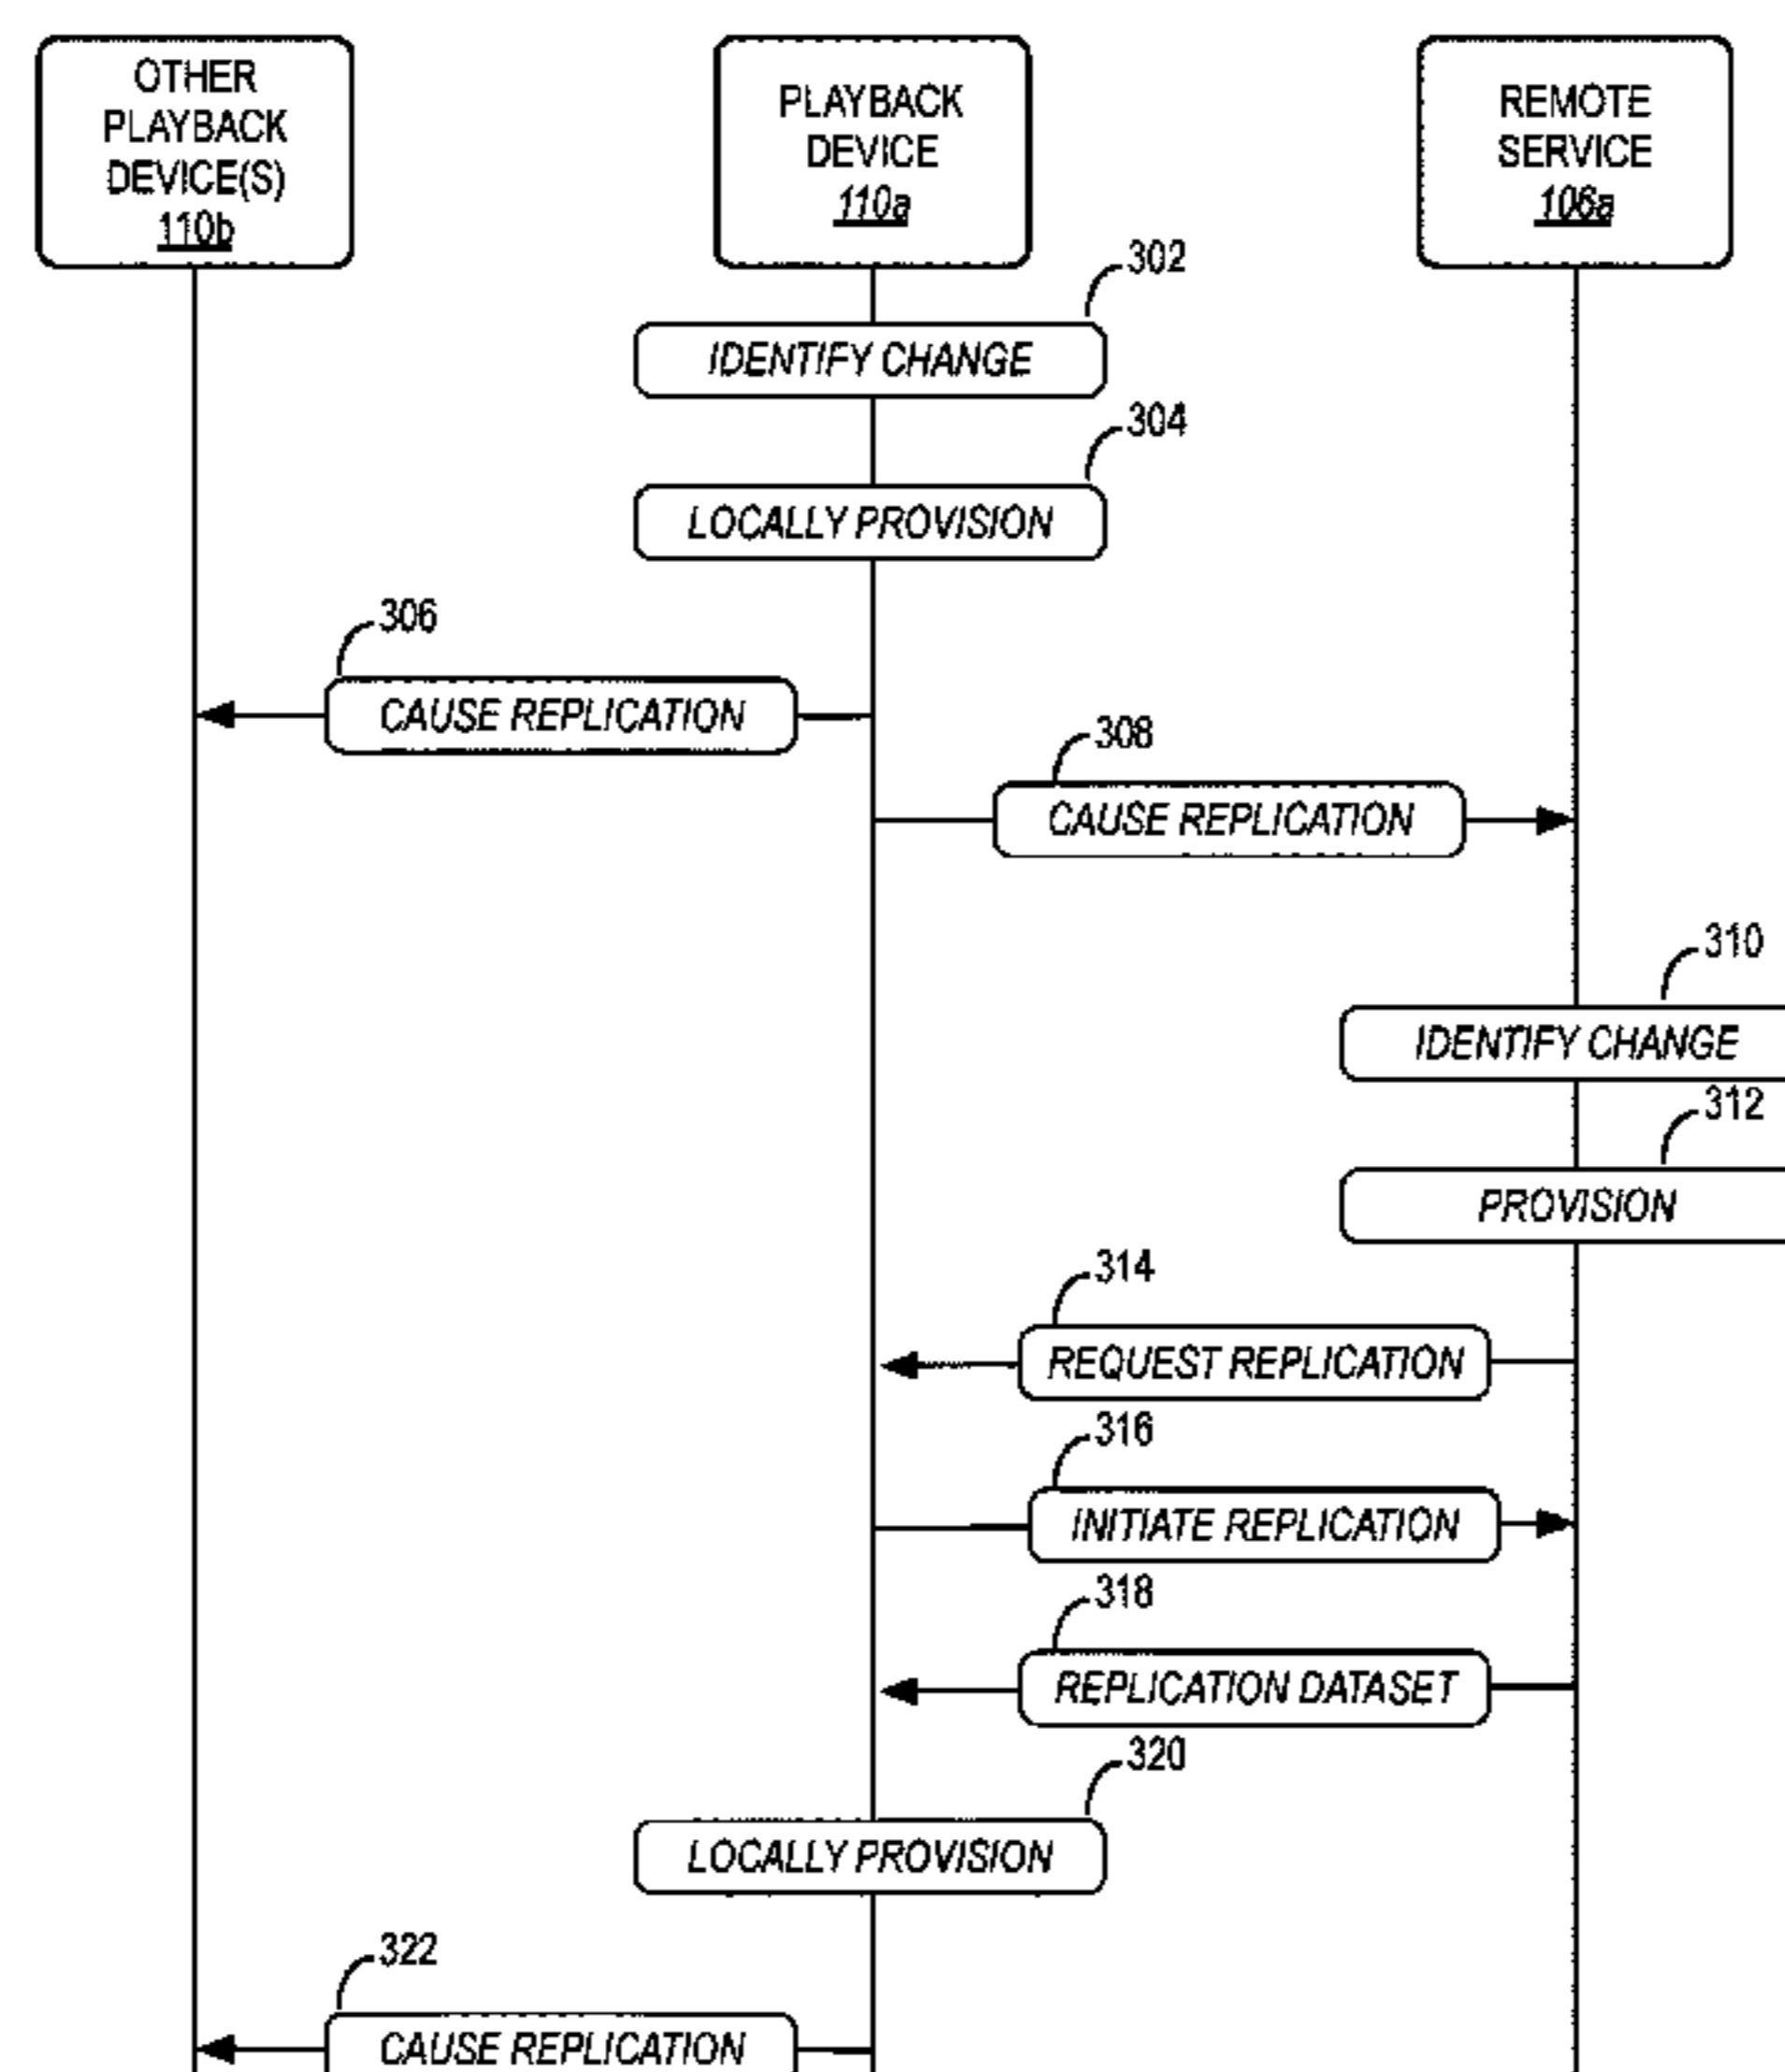 OTHER
PLAYBACK
DEVICE(S)
110b
PLAYBACK
DEVICE
110a
REMOTE
SERVICE
106a
302
IDENTIFY CHANGE
304
LOCALLY PROVISION
306
CAUSE REPLICATION
308
CAUSE REPLICATION
310
IDENTIFY CHANGE
312
PROVISION
314
REQUEST REPLICATION
316
INITIATE REPLICATION
318
REPLICATION DATASET
320
LOCALLY PROVISION
322
CAUSE REPLICATION